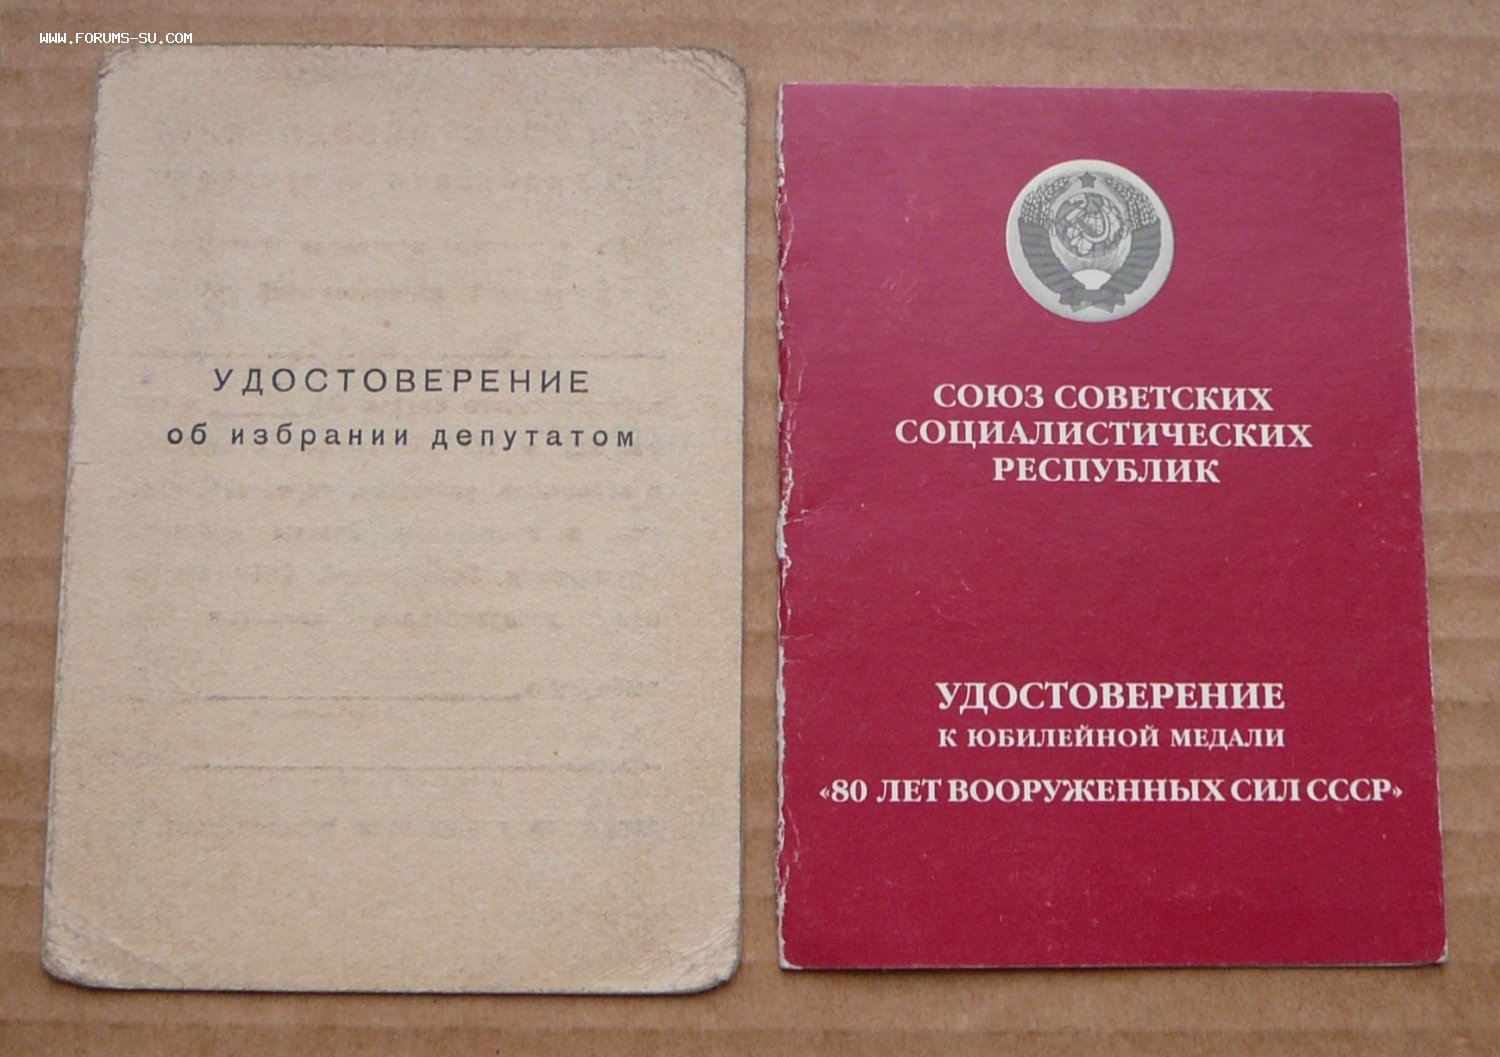 WWW.FORUMS-SU.COM
УДОСТОВЕРЕНИЕ
об избрании депутатом
СОЮЗ СОВЕТСКИХ
СОЦИАЛИСТИЧЕСКИХ
РЕСПУБЛИК
УДОСТОВЕРЕНИЕ
К ЮБИЛЕЙНОЙ МЕДАЛИ
«80 ЛЕТ ВООРУЖЕННЫХ СИЛ СССР»